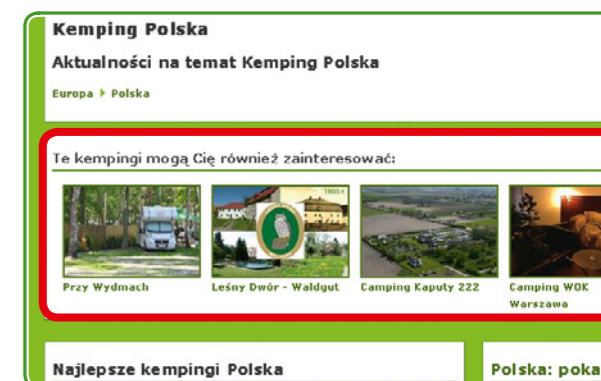 Kemping Polska
Aktualności na temat Kemping Polska
Europa Polska
Te kempingi mogą Cię również zainteresować:
1905 r
Przy Wydmach
Leśny Dwór - Waldgut
Camping Kaputy 222
Camping WOK
Warszawa
Najlepsze kempingi Polska
Polska: poka